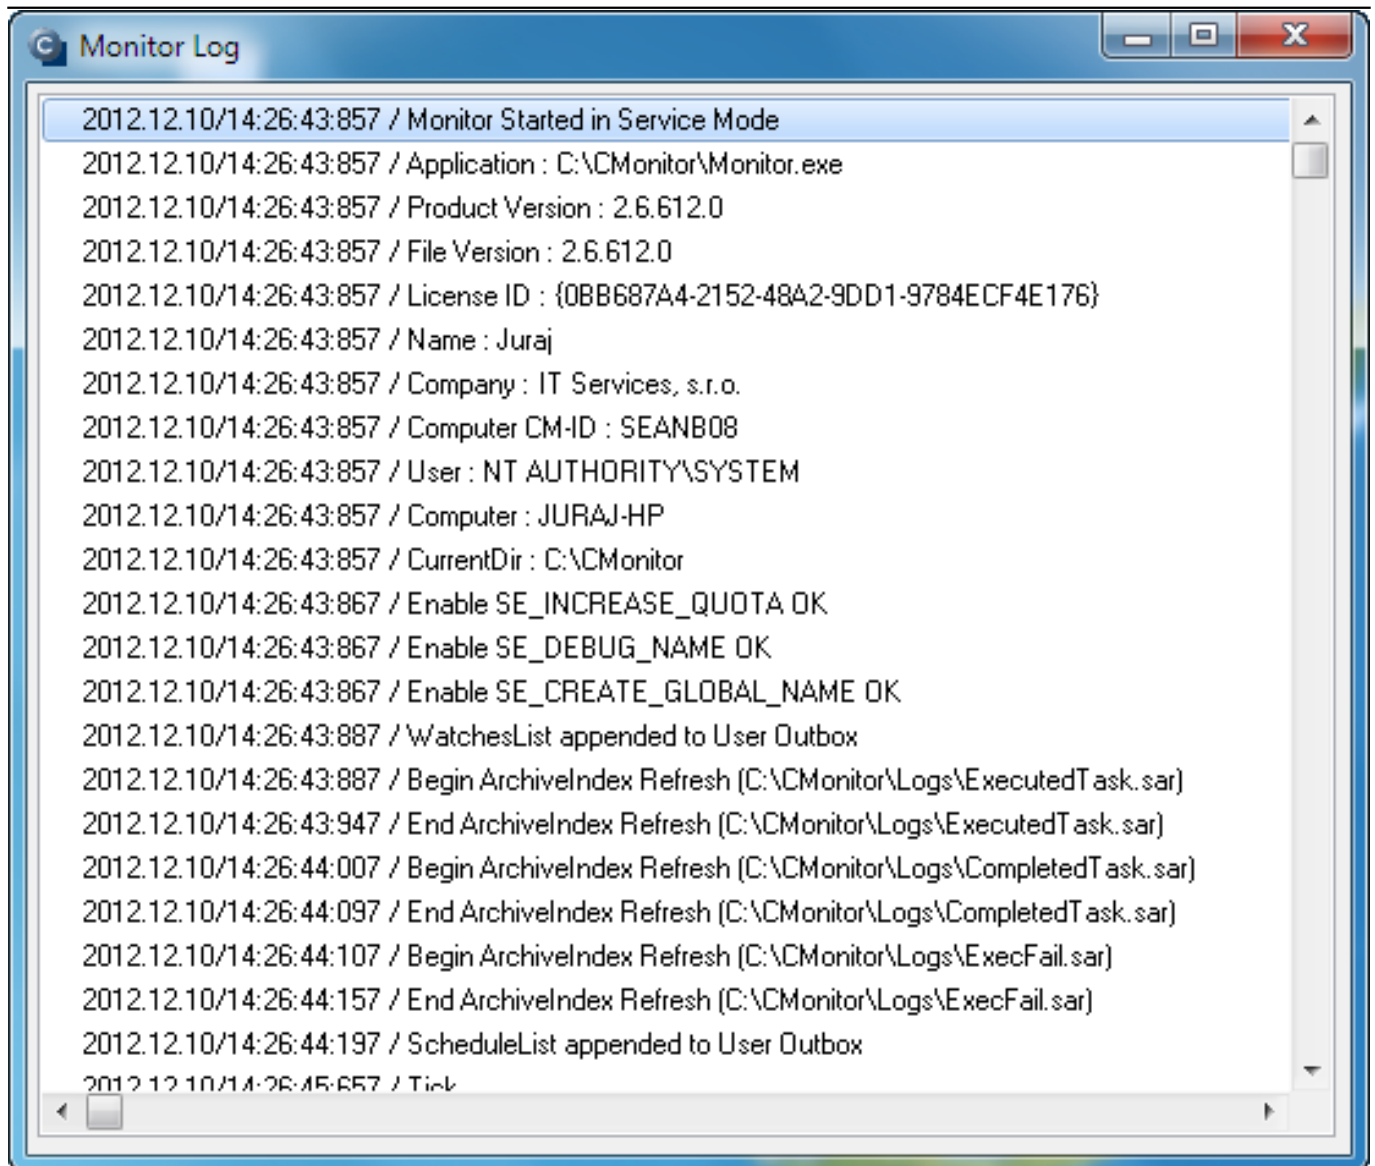 Monitor Log
2012.12.10/14:26:43:857 / Monitor Started in Service Mode
2012.12.10/14:26:43:857 / Application : C:\CMonitor\Monitor.exe
2012.12.10/14:26:43:857 / Product Version : 2.6.612.0
2012.12.10/14:26:43:857 / File Version : 2.6.612.0
2012.12.10/14:26:43:857 / License ID : {0BB687A4-2152-48A2-9DD1-9784ECF4E176}
2012.12.10/14:26:43:857 / Name : Juraj
2012.12.10/14:26:43:857 / Company : IT Services, s.r.o.
2012.12.10/14:26:43:857 / Computer CM-ID : SEANB08
2012.12.10/14:26:43:857 / User : NT AUTHORITY\SYSTEM
2012.12.10/14:26:43:857 / Computer : JURAJ-HP
2012.12.10/14:26:43:857 / CurrentDir : C:\CMonitor
2012.12.10/14:26:43:867 / Enable SE_INCREASE_QUOTA OK
2012.12.10/14:26:43:867 / Enable SE_DEBUG_NAME OK
2012.12.10/14:26:43:867 / Enable SE_CREATE_GLOBAL_NAME OK
2012.12.10/14:26:43:887 / WatchesList appended to User Outbox
2012.12.10/14:26:43:887 / Begin ArchiveIndex Refresh (C:\CMonitor\Logs\ExecutedTask.sar)
2012.12.10/14:26:43:947 / End ArchiveIndex Refresh (C:\CMonitor\Logs\ExecutedTask.sar)
2012.12.10/14:26:44:007 / Begin ArchiveIndex Refresh (C:\CMonitor\Logs\CompletedTask.sar)
2012.12.10/14:26:44:097 / End ArchiveIndex Refresh (C:\CMonitor\Logs\CompletedTask.sar)
2012.12.10/14:26:44:107 / Begin ArchiveIndex Refresh (C:\CMonitor\Logs\ExecFail.sar)
2012.12.10/14:26:44:157 / End ArchiveIndex Refresh (C:\CMonitor\Logs\ExecFail.sar)
2012.12.10/14:26:44:197 / ScheduleList appended to User Outbox
2012.12.10/14:26:45:657 / Tick